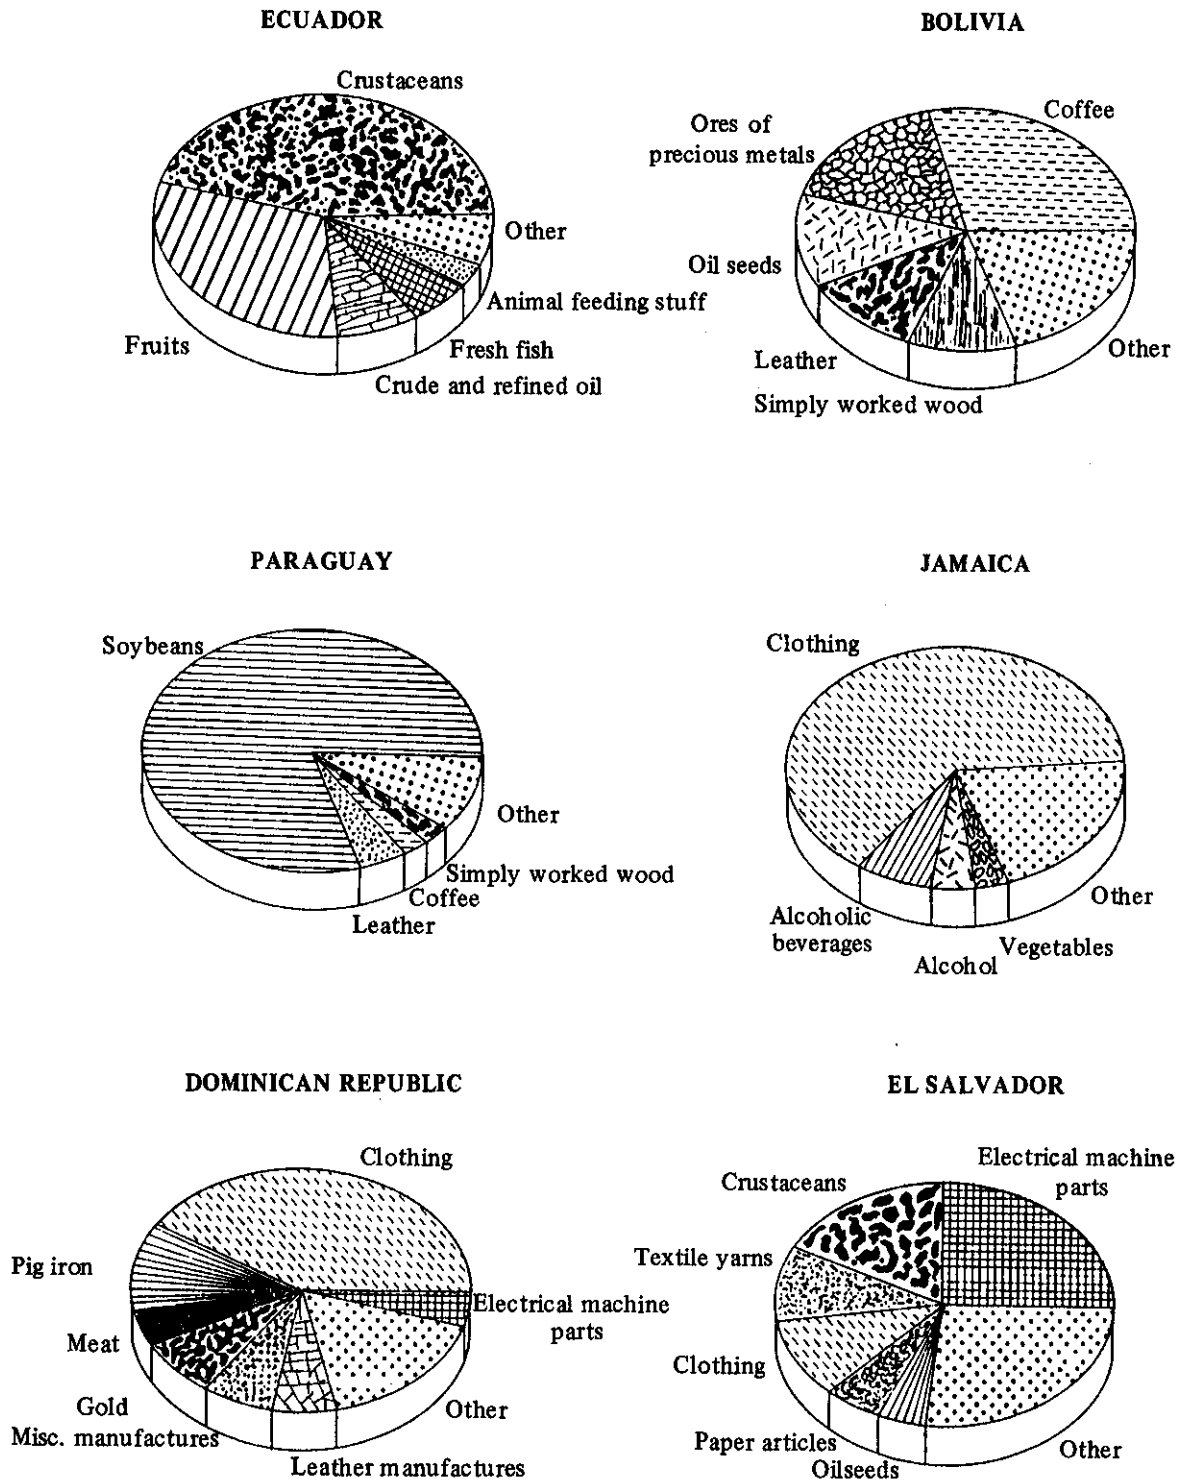 ECUADOR
Crustaceans
Other
Animal feeding stuff
Fresh fish
Crude and refined oil
Fruits
BOLIVIA
Ores of
precious metals
Coffee
Oil seeds
Leather
Simply worked wood
Other
PARAGUAY
Soybeans
Other
Simply worked wood
Coffee
Leather
JAMAICA
Clothing
Other
Alcoholic
beverages
Vegetables
Alcohol
DOMINICAN REPUBLIC
Clothing
Pig iron
Electrical machine
parts
Meat
Gold
Misc. manufactures
Other
Leather manufactures
EL SALVADOR
Electrical machine
parts
Crustaceans
Textile yarns
Clothing
Paper articles
Oilseeds
Other